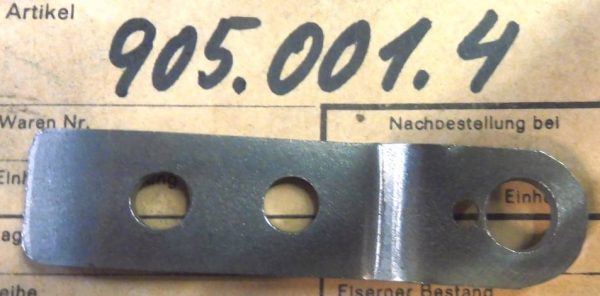 Artikel
905.001.4
Waren Nr.
Nachbestellung bei
Eiserner Bestand